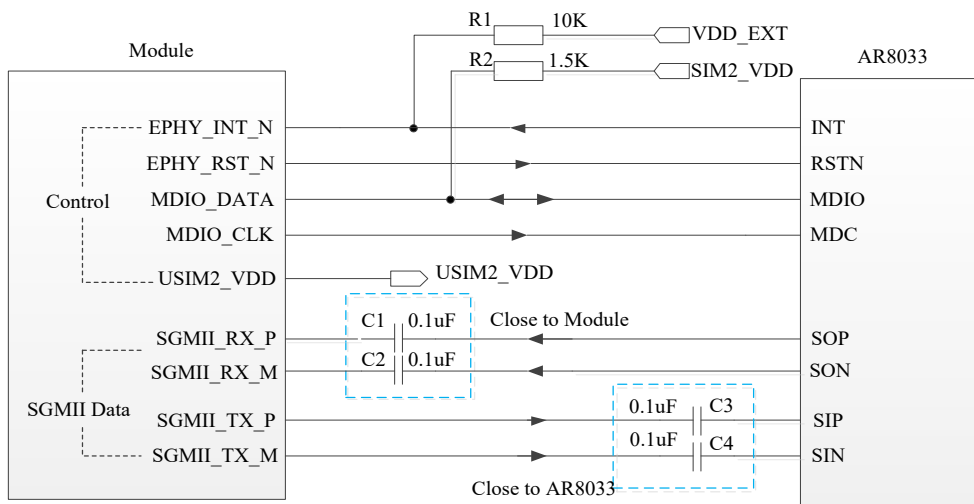 R1 10K VDD_EXT
Module
R2 1.5K SIM2_VDD
AR8033
EPHY_INT_N INT
EPHY_RST_N RSTN
Control
MDIO_DATA MDIO
MDIO_CLK MDC
USIM2_VDD USIM2_VDD
C1 0.1uF Close to Module
SGMII_RX_P SOP
C2 0.1uF
SGMII_RX_M SON
SGMII Data
0.1uF C3
SGMII_TX_P SIP
0.1uF C4
SGMII_TX_M SIN
Close to AR8033